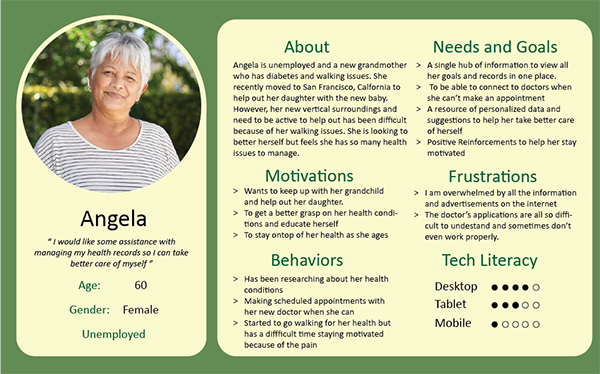 Angela
“ I would like some assistance with
managing my health records so I can take
better care of myself ”
Age: 60
Gender: Female
Unemployed
About
Angela is unemployed and a new grandmother
who has diabetes and walking issues. She
recently moved to San Francisco, Calfornia to
help out her daughter with the new baby.
However, her new vertical surroundings and
need to be active to help out has been difficult
because of her walking issues. She is looking to
better herself but feels she has so many health
issues to manage.
Motivations
> Wants to keep up with her grandchild
and help out her daughter.
> To get a better grasp on her health condi-
tions and educate herself
> To stay ontop of her health as she ages
Behaviors
> Has been researching about her health
conditions
> Making scheduled appointments with
her new doctor when she can
> Started to go walking for her health but
has a diffficult time staying motivated
because of the pain
Needs and Goals
> A single hub of information to view all
her goals and records in one place.
> To be able to connect to doctors when
she can’t make an appointment
> A resource of personalized data and
suggestions to help her take better care
of herself
> Positive Reinforcements to help her stay
motivated
Frustrations
> I am overwhelmed by all the information
and advertisements on the internet
> The doctor’s applications are all so diffi-
cult to undestand and sometimes don’t
even work properly.
Tech Literacy
Desktop
Tablet
Mobile